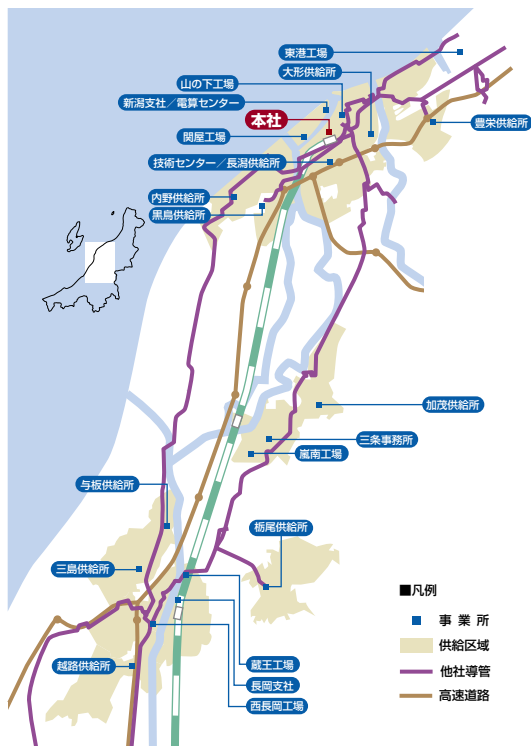 東港工場
大形供給所
山の下工場
新潟支社／電算センター
本社
豊栄供給所
関屋工場
技術センター／長潟供給所
内野供給所
黒鳥供給所
加茂供給所
三条事務所
嵐南工場
与板供給所
栃尾供給所
三島供給所
■凡例
事業所
供給区域
他社導管
高速道路
越路供給所
蔵王工場
長岡支社
西長岡工場